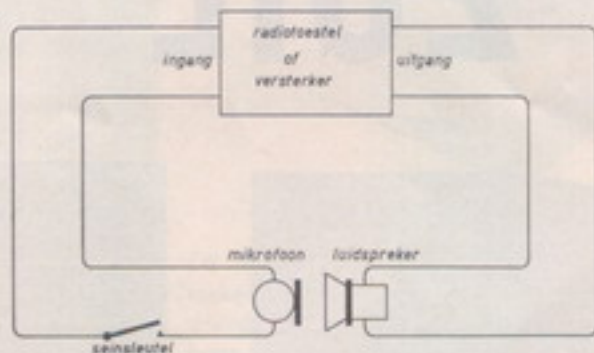 radiotoestel
of
versterker
ingang
uitgang
mikrofoon
luidspreker
seinsleutel